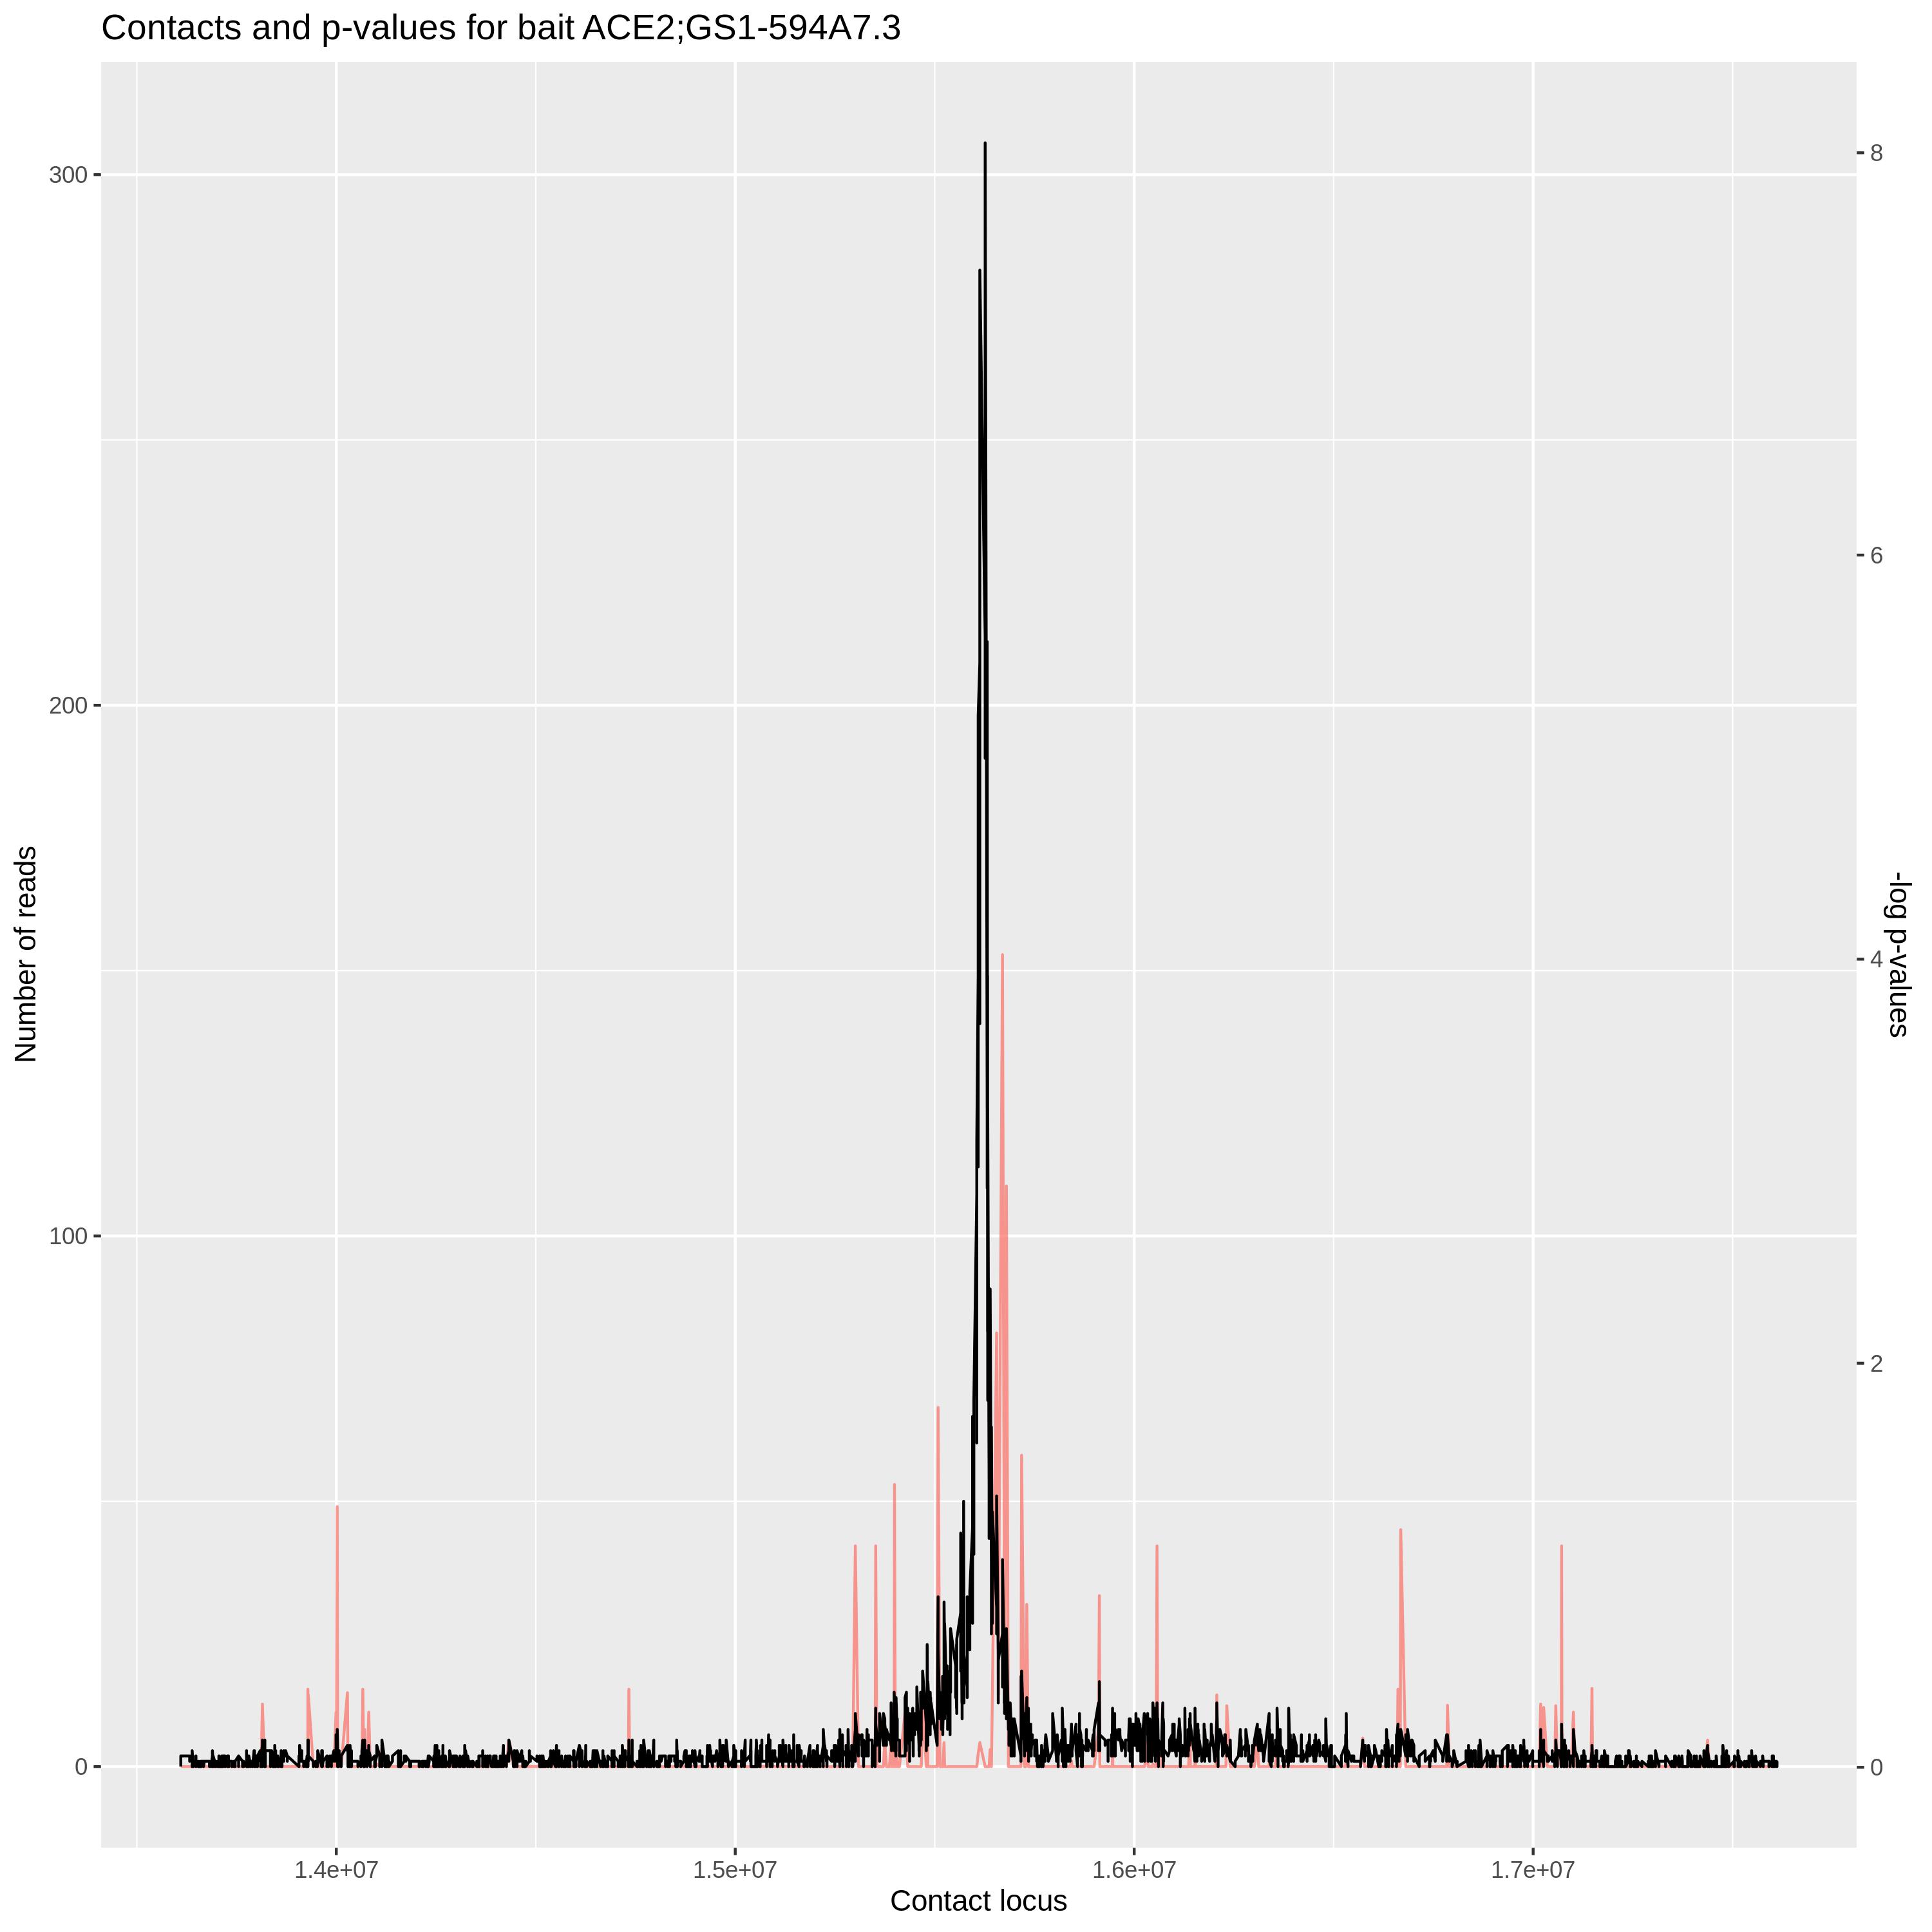 Contacts and p-values for bait ACE2;GS1-594A7.3
300
200
100
0
Number of reads
8
6
4
2
0
-log p-values
1.4e+07
1.5e+07
1.6e+07
1.7e+07
Contact locus